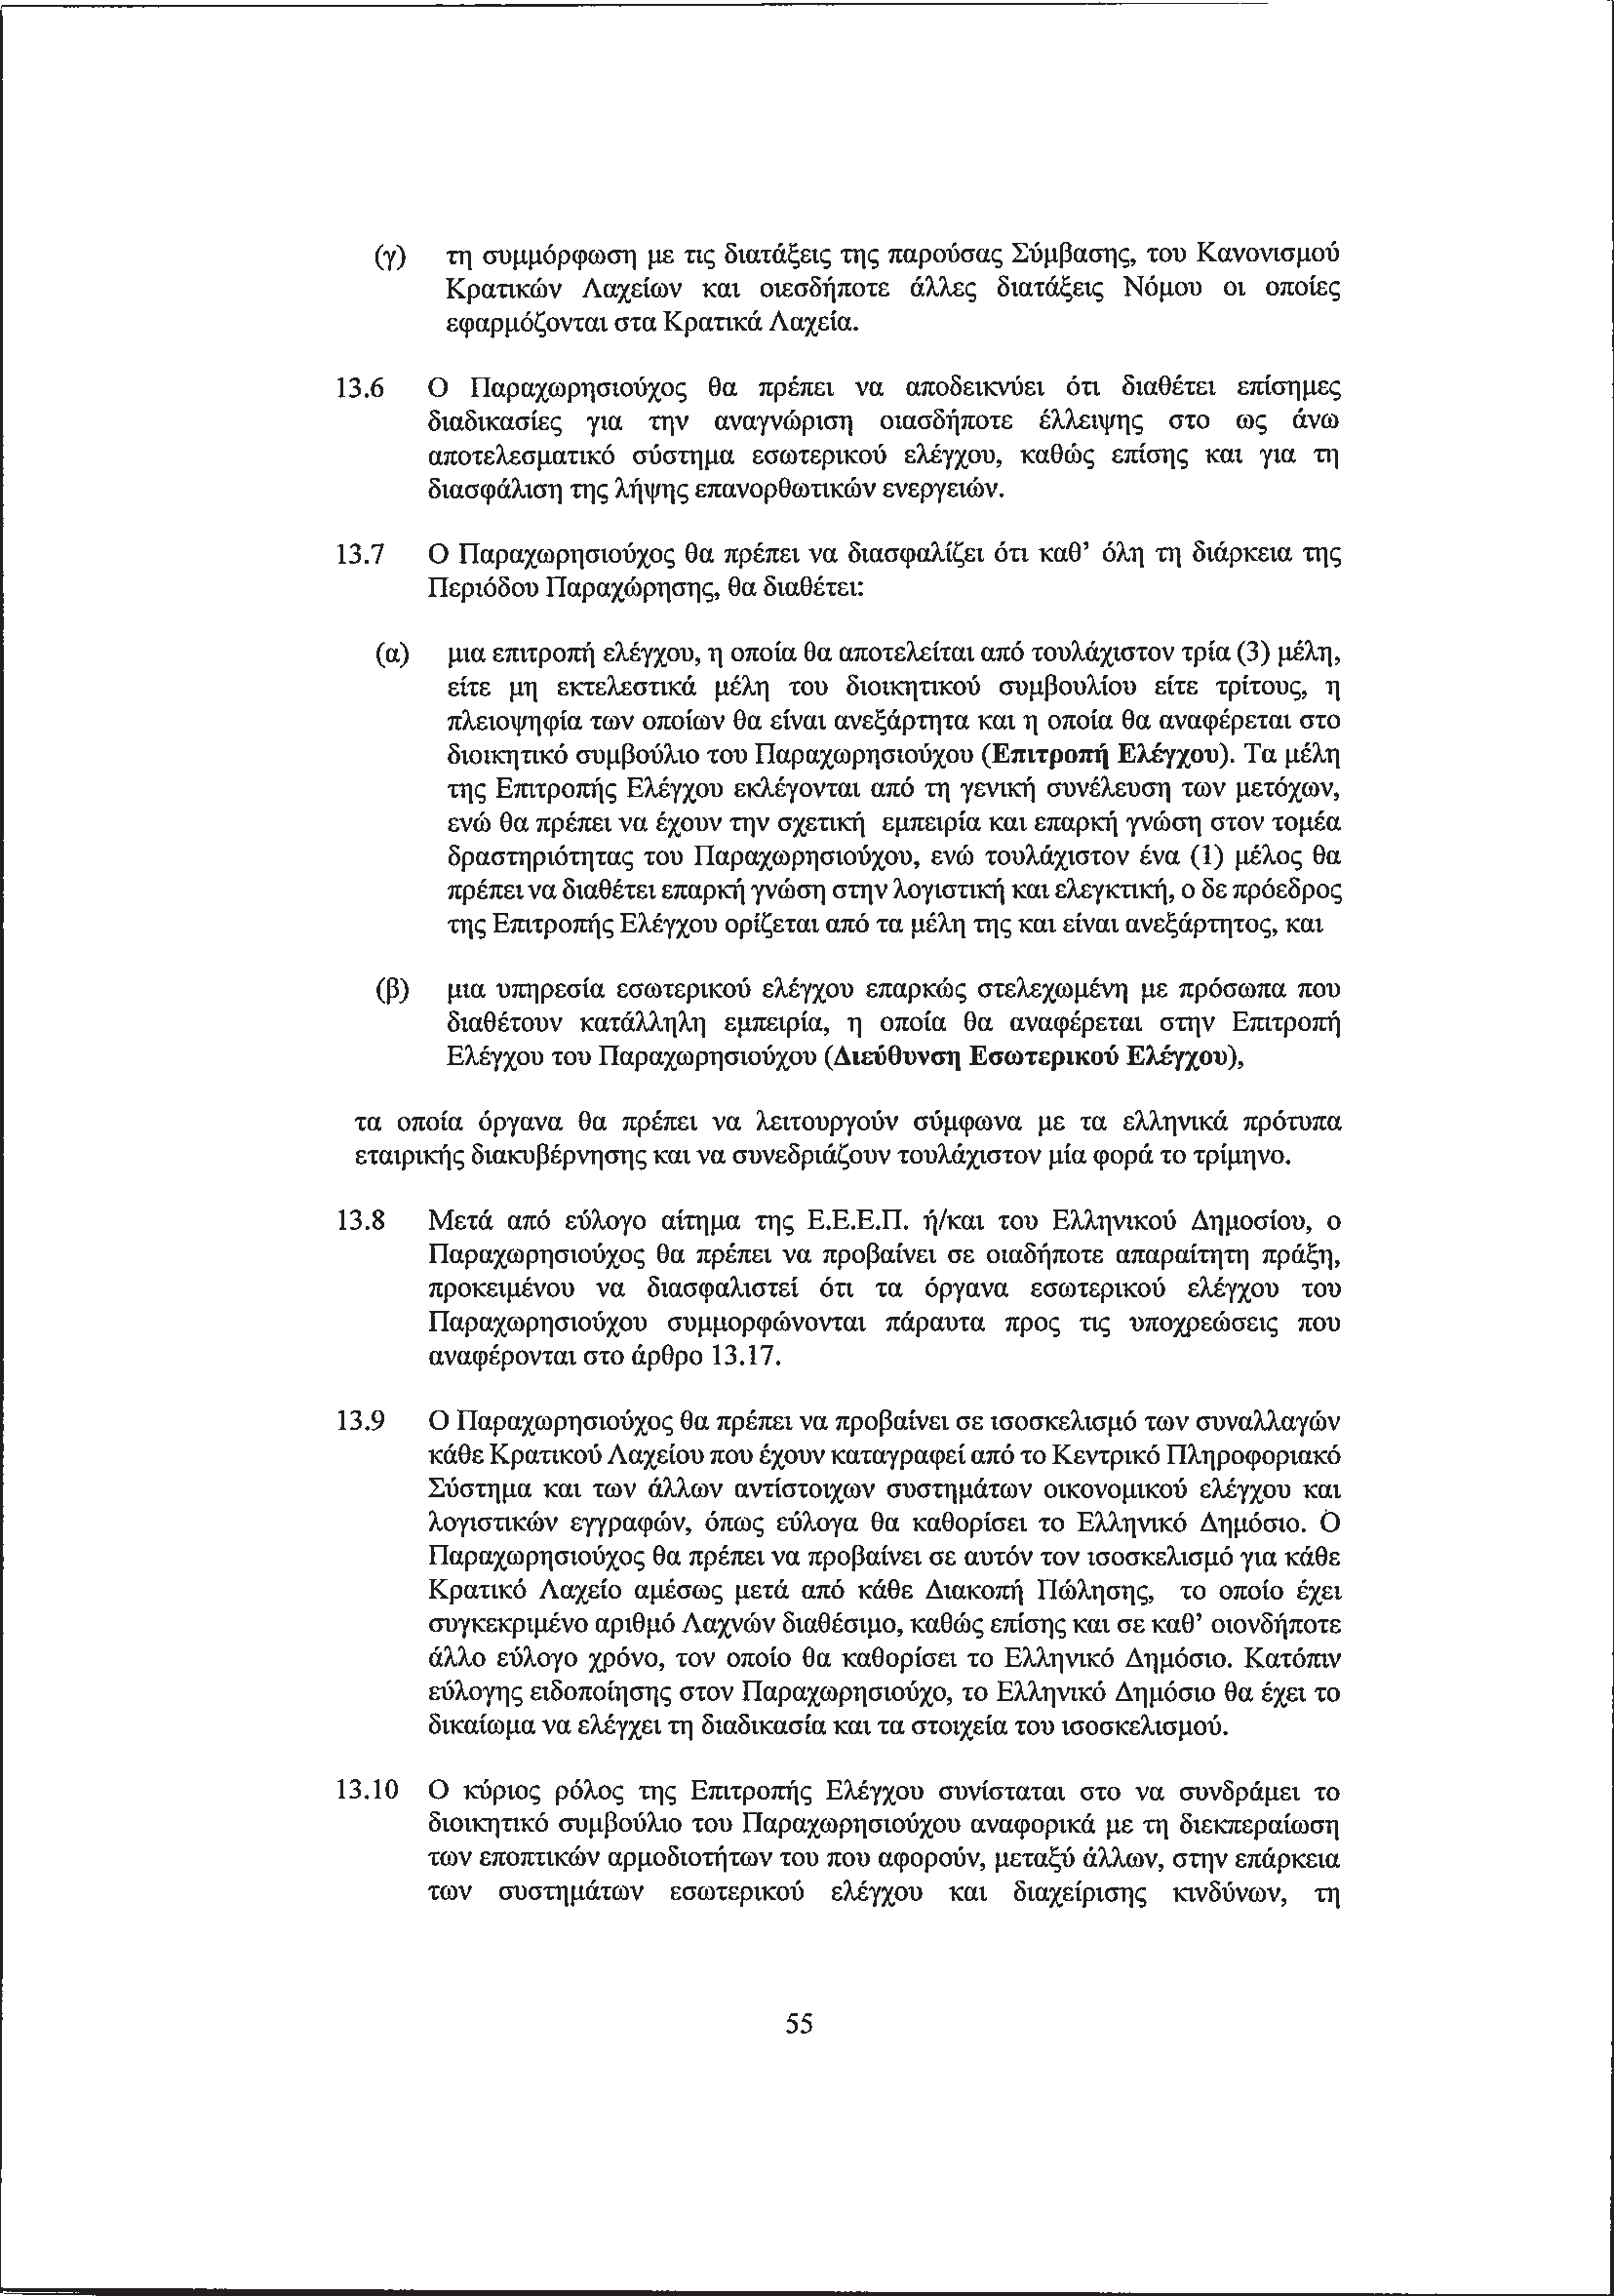 (γ) τη συμμόρφωση με τις διατάξεις της παρούσας Σύμβασης, του Κανονισμού
Κρατικών Λαχείων και οιεσδήποτε άλλες διατάξεις Νόμου οι οποίες
εφαρμόζονται στα Κρατικά Λαχεία.
13.6 Ο Παραχωρησιούχος θα πρέπει να αποδεικνύει ότι διαθέτει επίσημες
διαδικασίες για την αναγνώριση οιασδήποτε έλλειψης στο ως άνω
αποτελεσματικό σύστημα εσωτερικού ελέγχου, καθώς επίσης και για τη
διασφάλιση της λήψης επανορθωτικών ενεργειών.
13.7 Ο Παραχωρησιούχος θα πρέπει να διασφαλίζει ότι καθ’ όλη τη διάρκεια της
Περιόδου Παραχώρησης, θα διαθέτει:
(α) μια επιτροπή ελέγχου, η οποία θα αποτελείται από τουλάχιστον τρία (3) μέλη,
είτε μη εκτελεστικά μέλη του διοικητικού συμβουλίου είτε τρίτους, η
πλειοψηφία των οποίων θα είναι ανεξάρτητα και η οποία θα αναφέρεται στο
διοικητικό συμβούλιο του Παραχωρησιούχου (Επιτροπή Ελέγχου). Τα μέλη
της Επιτροπής Ελέγχου εκλέγονται από τη γενική συνέλευση των μετόχων,
ενώ θα πρέπει να έχουν την σχετική εμπειρία και επαρκή γνώση στον τομέα
δραστηριότητας του Παραχωρησιούχου, ενώ τουλάχιστον ένα (1) μέλος θα
πρέπει να διαθέτει επαρκή γνώση στην λογιστική και ελεγκτική, ο δε πρόεδρος
της Επιτροπής Ελέγχου ορίζεται από τα μέλη της και είναι ανεξάρτητος, και
(β) μια υπηρεσία εσωτερικού ελέγχου επαρκώς στελεχωμένη με πρόσωπα που
διαθέτουν κατάλληλη εμπειρία, η οποία θα αναφέρεται στην Επιτροπή
Ελέγχου του Παραχωρησιούχου (Διεύθυνση Εσωτερικού Ελέγχου),
τα οποία όργανα θα πρέπει να λειτουργούν σύμφωνα με τα ελληνικά πρότυπα
εταιρικής διακυβέρνησης και να συνεδριάζουν τουλάχιστον μία φορά το τρίμηνο.
13.8 Μετά από εύλογο αίτημα της Ε.Ε.Ε.Π. ή/και του Ελληνικού Δημοσίου, ο
Παραχωρησιούχος θα πρέπει να προβαίνει σε οιαδήποτε απαραίτητη πράξη,
προκειμένου να διασφαλιστεί ότι τα όργανα εσωτερικού ελέγχου του
Παραχωρησιούχου συμμορφώνονται πάραυτα προς τις υποχρεώσεις που
αναφέρονται στο άρθρο 13.17.
13.9 Ο Παραχωρησιούχος θα πρέπει να προβαίνει σε ισοσκελισμό των συναλλαγών
κάθε Κρατικού Λαχείου που έχουν καταγραφεί από το Κεντρικό Πληροφοριακό
Σύστημα και των άλλων αντίστοιχων συστημάτων οικονομικού ελέγχου και
λογιστικών εγγραφών, όπως εύλογα θα καθορίσει το Ελληνικό Δημόσιο. Ο
Παραχωρησιούχος θα πρέπει να προβαίνει σε αυτόν τον ισοσκελισμό για κάθε
Κρατικό Λαχείο αμέσως μετά από κάθε Διακοπή Πώλησης, το οποίο έχει
συγκεκριμένο αριθμό Λαχνών διαθέσιμο, καθώς επίσης και σε καθ’ οιονδήποτε
άλλο εύλογο χρόνο, τον οποίο θα καθορίσει το Ελληνικό Δημόσιο. Κατόπιν
εύλογης ειδοποίησης στον Παραχωρησιούχο, το Ελληνικό Δημόσιο θα έχει το
δικαίωμα να ελέγχει τη διαδικασία και τα στοιχεία του ισοσκελισμού.
13.10 Ο κύριος ρόλος της Επιτροπής Ελέγχου συνίσταται στο να συνδράμει το
διοικητικό συμβούλιο του Παραχωρησιούχου αναφορικά με τη διεκπεραίωση
των εποπτικών αρμοδιοτήτων του που αφορούν, μεταξύ άλλων, στην επάρκεια
των συστημάτων εσωτερικού ελέγχου και διαχείρισης κινδύνων, τη
55